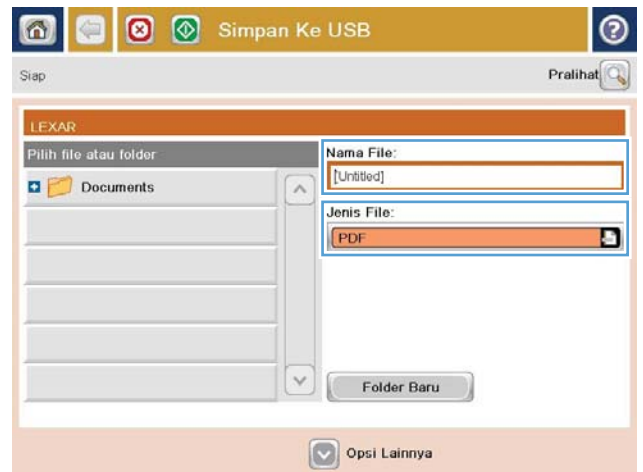 Simpan Ke USB
Siap
Pralihat
LEXAR
Pilih file atau folder
Documents
Nama File:
[Untitled]
Jenis File:
PDF
Folder Baru
Opsi Lainnya